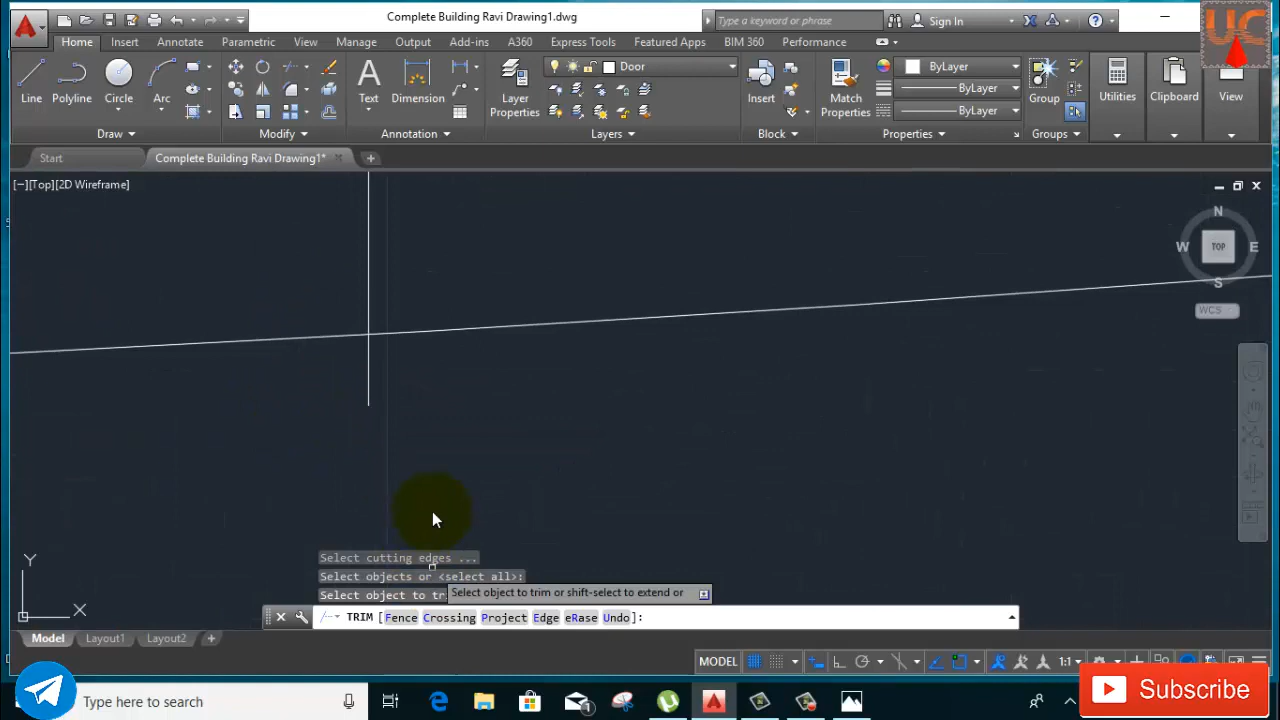 Complete Building Ravi Drawing1.dwg
Type a keyword or phrase
Sign In
UC
Home Insert Annotate Parametric View Manage Output Add-ins A360 Express Tools Featured Apps BIM 360 Performance
Line Polyline Circle Arc
Text Dimension
Layer Properties
Door
Insert
Match Properties
ByLayer
ByLayer
ByLayer
Group
Utilities
Clipboard
View
Draw Modify Annotation Layers Block Properties Groups
Start Complete Building Ravi Drawing1*
[−][Top][2D Wireframe]
N
W TOP E
S
WCS
Y
X
Select cutting edges ...
Select objects or <select all>:
Select object to tri
Select object to trim or shift-select to extend or
TRIM [Fence Crossing Project Edge eRase Undo]:
Model Layout1 Layout2
MODEL 1:1
Type here to search
1
Subscribe